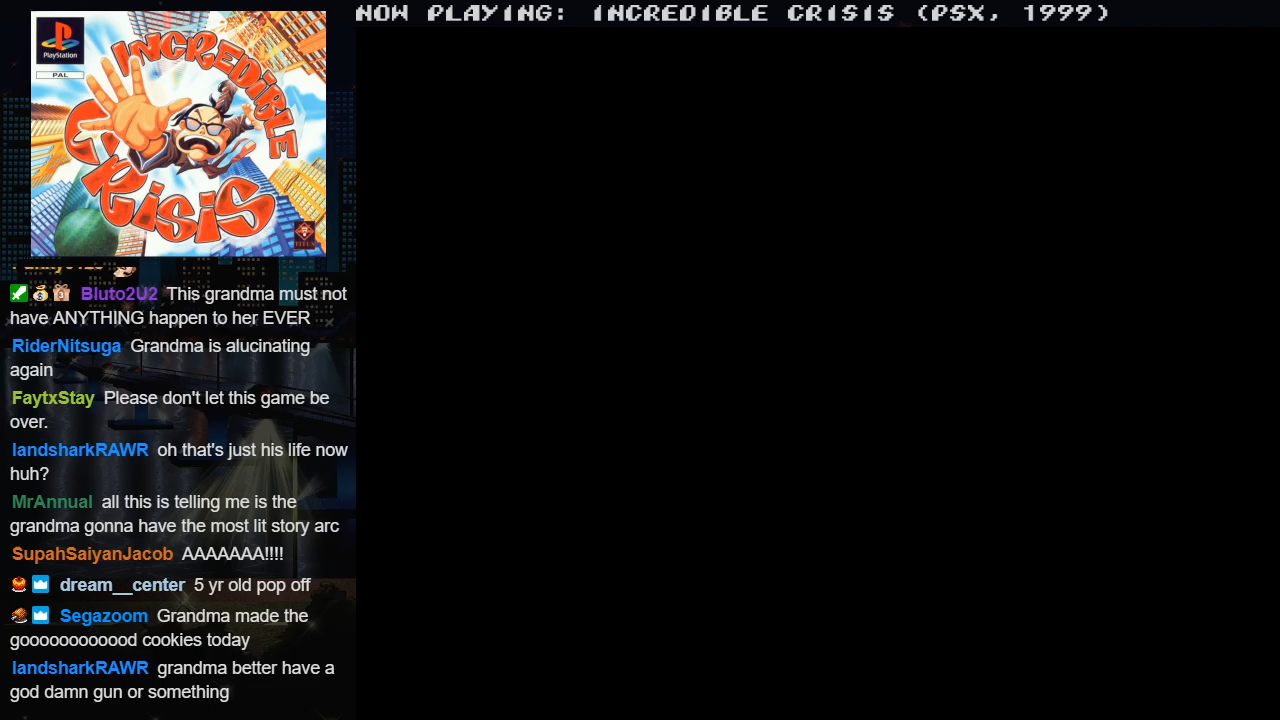 NOW PLAYING: INCREDIBLE CRISIS (PSX, 1999)
PlayStation
PAL
INCREDIBLE
CRISIS
TITUS
Bluto2U2 This grandma must not
have ANYTHING happen to her EVER
RiderNitsuga Grandma is alucinating
again
FaytxStay Please don't let this game be
over.
landsharkRAWR oh that's just his life now
huh?
MrAnnual all this is telling me is the
grandma gonna have the most lit story arc
SupahSaiyanJacob AAAAAAA!!!!
dream__center 5 yr old pop off
Segazoom Grandma made the
goooooooooood cookies today
landsharkRAWR grandma better have a
god damn gun or something